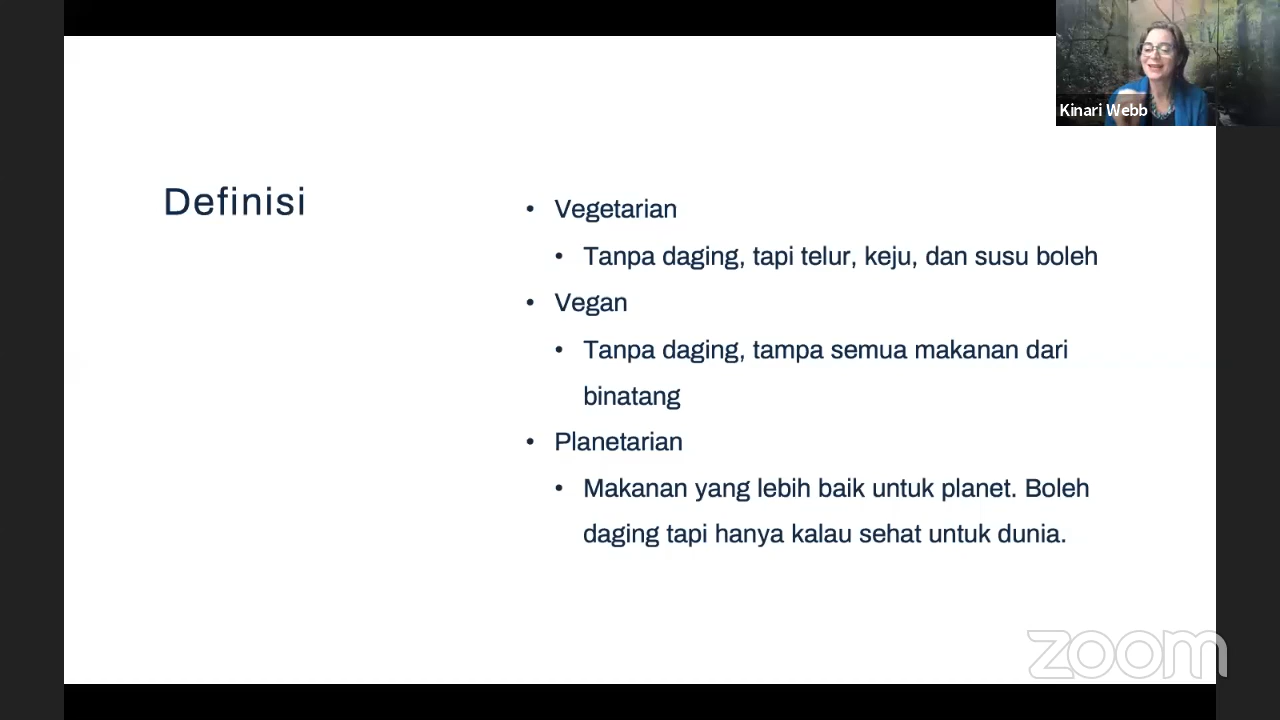 Kinari Webb
Definisi
• Vegetarian
• Tanpa daging, tapi telur, keju, dan susu boleh
• Vegan
• Tanpa daging, tampa semua makanan dari
binatang
• Planetarian
• Makanan yang lebih baik untuk planet. Boleh
daging tapi hanya kalau sehat untuk dunia.
zoom